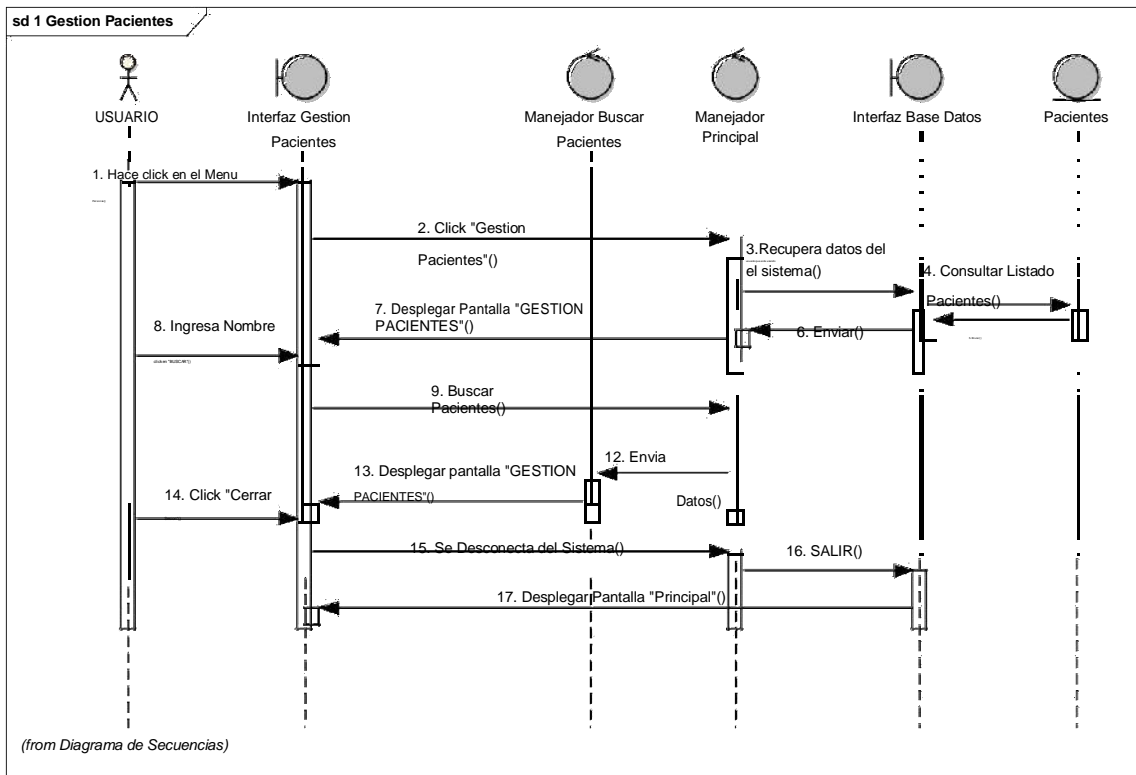 sd 1 Gestion Pacientes
USUARIO
Interfaz Gestion
Pacientes
Manejador Buscar
Pacientes
Manejador
Principal
Interfaz Base Datos
Pacientes
1. Hace click en el Menu
2. Click "Gestion
Pacientes"()
3.Recupera datos del
el sistema()
4. Consultar Listado
Pacientes()
6. Enviar()
7. Desplegar Pantalla "GESTION
PACIENTES"()
8. Ingresa Nombre
click en "BUSCAR"()
9. Buscar
Pacientes()
12. Envia
Datos()
13. Desplegar pantalla "GESTION
PACIENTES"()
14. Click "Cerrar
15. Se Desconecta del Sistema()
16. SALIR()
17. Desplegar Pantalla "Principal"()
(from Diagrama de Secuencias)